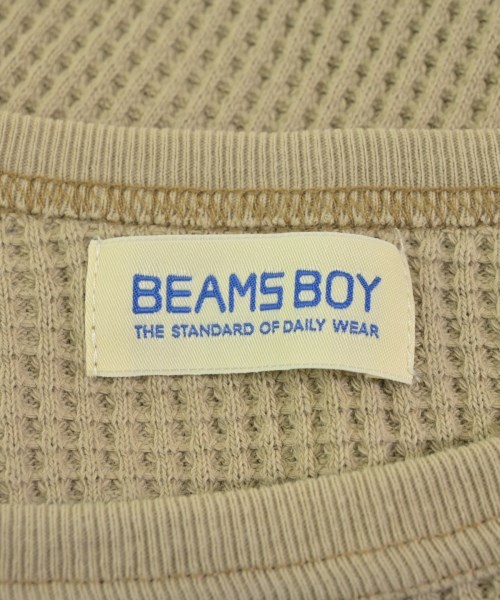 BEAMS BOY
THE STANDARD OF DAILY WEAR